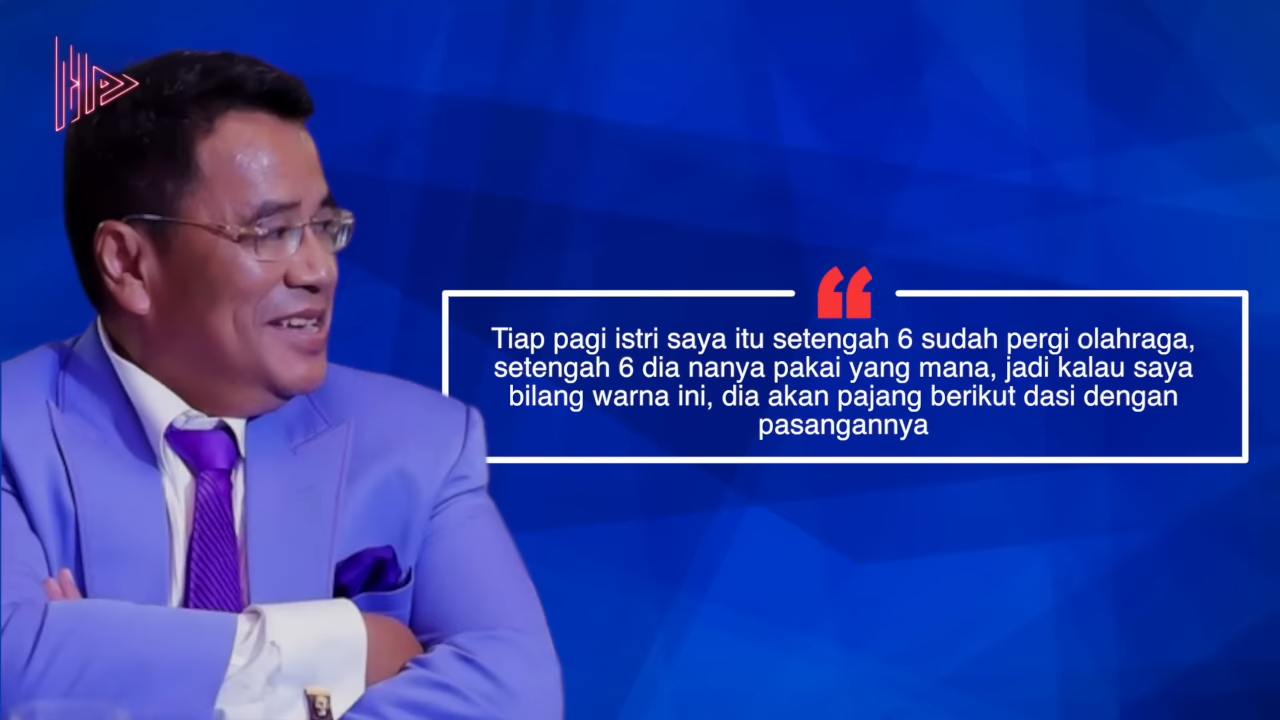 Tiap pagi istri saya itu setengah 6 sudah pergi olahraga,
setengah 6 dia nanya pakai yang mana, jadi kalau saya
bilang warna ini, dia akan pajang berikut dasi dengan
pasangannya